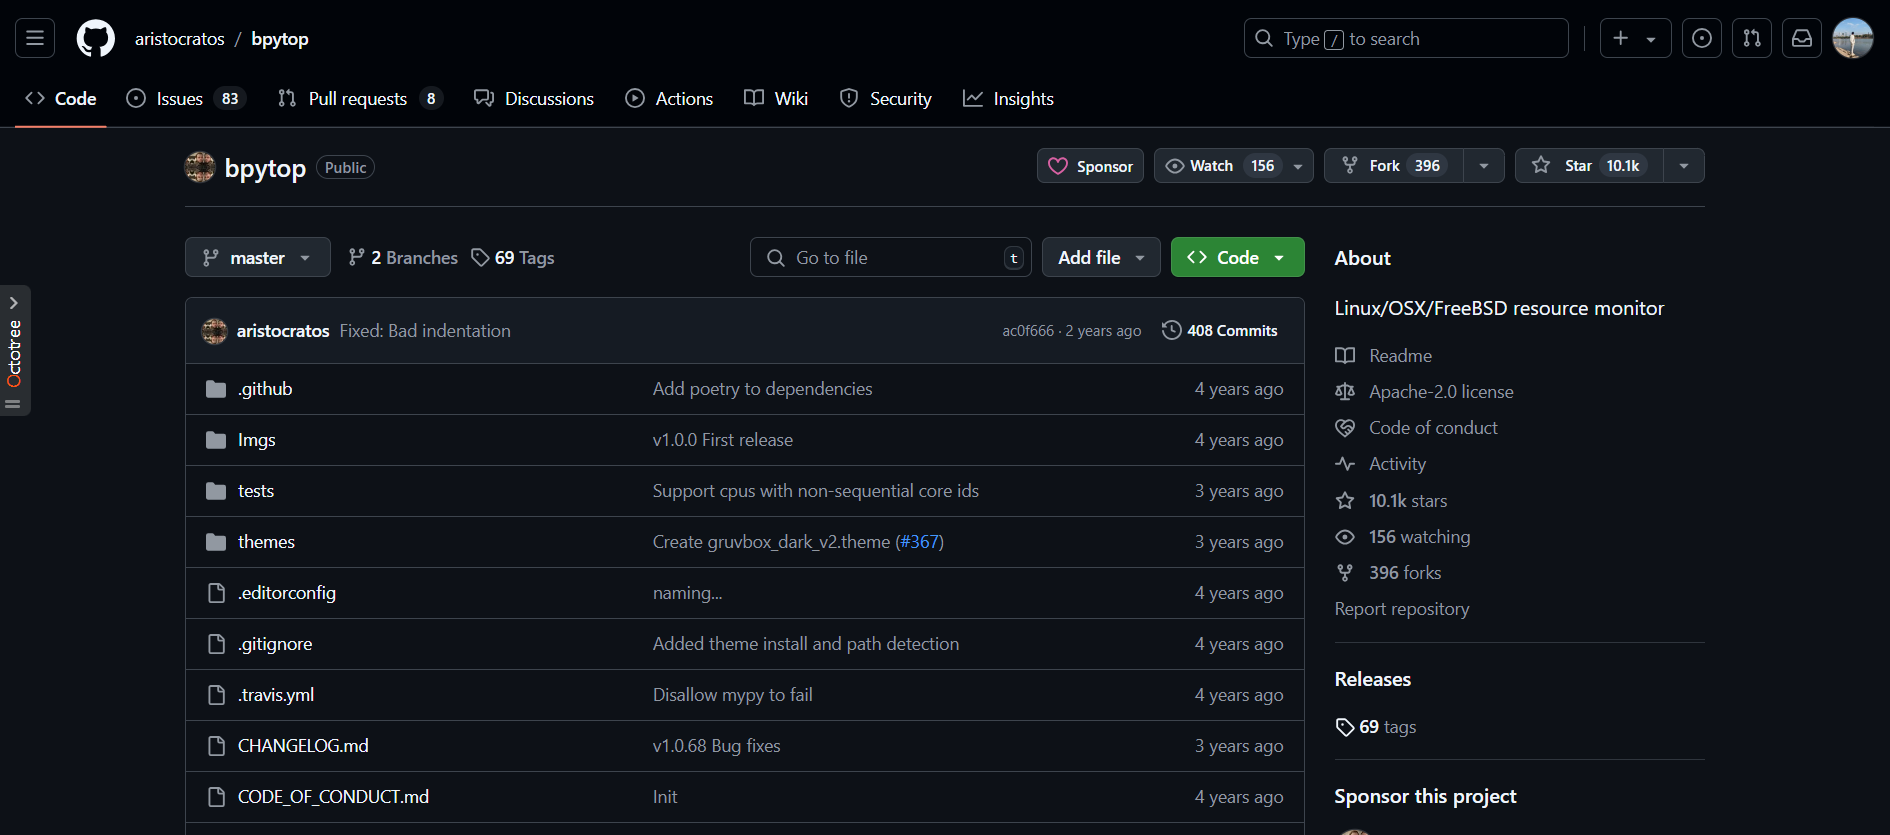 aristocratos / bpytop
Type / to search
Code
Issues 83
Pull requests 8
Discussions
Actions
Wiki
Security
Insights
bpytop Public
Sponsor
Watch 156
Fork 396
Star 10.1k
master
2 Branches
69 Tags
Go to file t
Add file
Code
aristocratos Fixed: Bad indentation ac0f666 · 2 years ago 408 Commits
.github Add poetry to dependencies 4 years ago
Imgs v1.0.0 First release 4 years ago
tests Support cpus with non-sequential core ids 3 years ago
themes Create gruvbox_dark_v2.theme (#367) 3 years ago
.editorconfig naming... 4 years ago
.gitignore Added theme install and path detection 4 years ago
.travis.yml Disallow mypy to fail 4 years ago
CHANGELOG.md v1.0.68 Bug fixes 3 years ago
CODE_OF_CONDUCT.md Init 4 years ago
About
Linux/OSX/FreeBSD resource monitor
Readme
Apache-2.0 license
Code of conduct
Activity
10.1k stars
156 watching
396 forks
Report repository
Releases
69 tags
Sponsor this project
Octotree